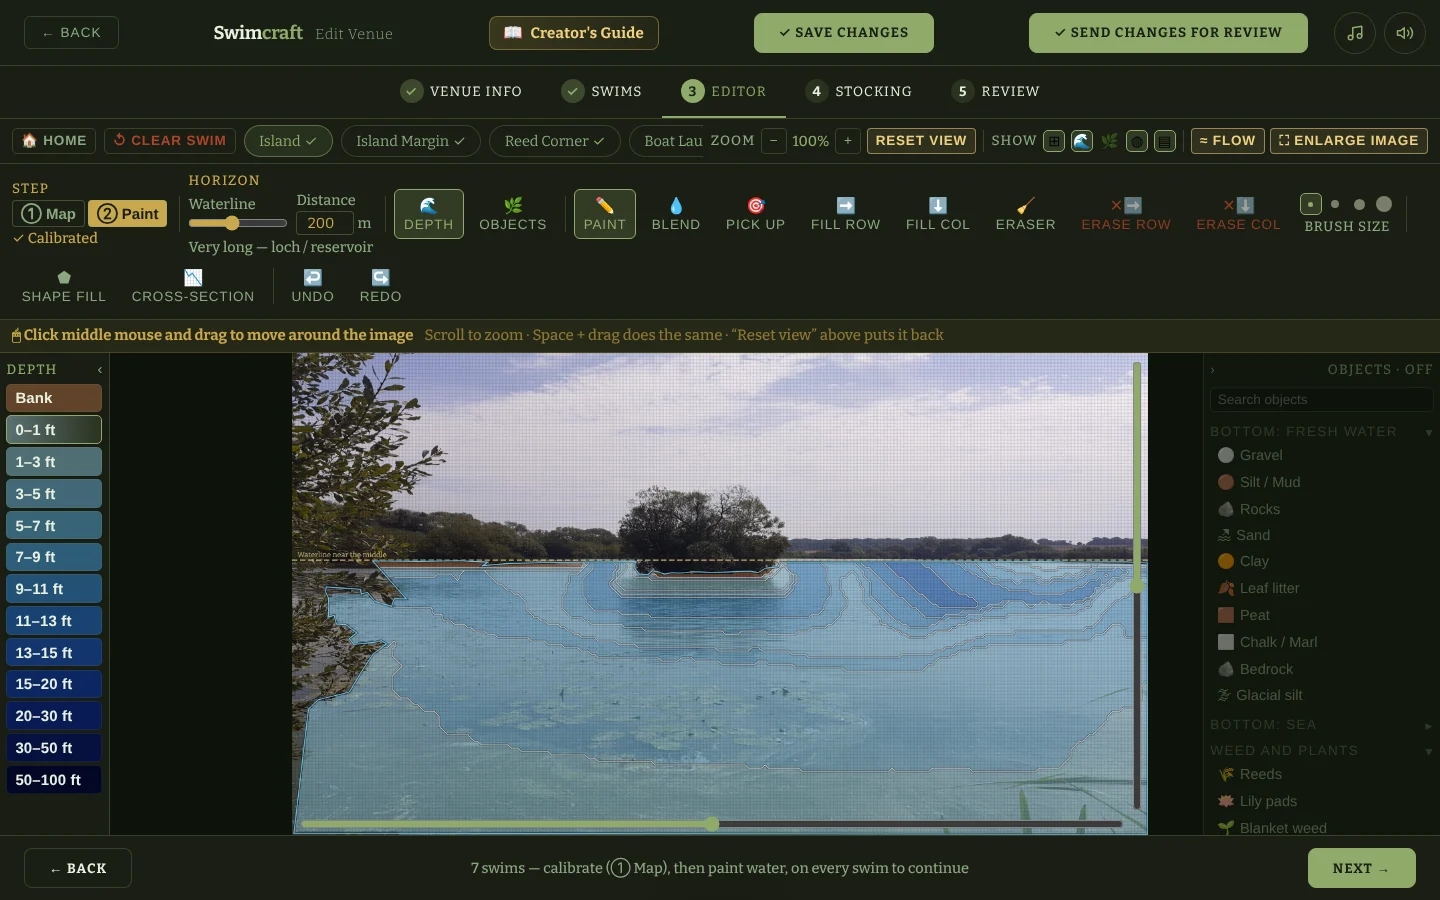 ← BACK
Swimcraft Edit Venue
📖 Creator's Guide
✓ SAVE CHANGES
✓ SEND CHANGES FOR REVIEW
✓ VENUE INFO
✓ SWIMS
3 EDITOR
4 STOCKING
5 REVIEW
🏠 HOME
↺ CLEAR SWIM
Island ✓
Island Margin ✓
Reed Corner ✓
Boat Lau
ZOOM − 100% +
RESET VIEW
SHOW
≈ FLOW
⛶ ENLARGE IMAGE
STEP
① Map
② Paint
✓ Calibrated
HORIZON
Waterline
Distance
200 m
Very long — loch / reservoir
DEPTH
OBJECTS
PAINT
BLEND
PICK UP
FILL ROW
FILL COL
ERASER
ERASE ROW
ERASE COL
BRUSH SIZE
SHAPE FILL
CROSS-SECTION
UNDO
REDO
Click middle mouse and drag to move around the image Scroll to zoom · Space + drag does the same · “Reset view” above puts it back
DEPTH ‹
Bank
0–1 ft
1–3 ft
3–5 ft
5–7 ft
7–9 ft
9–11 ft
11–13 ft
13–15 ft
15–20 ft
20–30 ft
30–50 ft
50–100 ft
Waterline near the middle
› OBJECTS · OFF
Search objects
BOTTOM: FRESH WATER ▾
Gravel
Silt / Mud
Rocks
Sand
Clay
Leaf litter
Peat
Chalk / Marl
Bedrock
Glacial silt
BOTTOM: SEA ▸
WEED AND PLANTS ▾
Reeds
Lily pads
Blanket weed
← BACK
7 swims — calibrate (① Map), then paint water, on every swim to continue
NEXT →